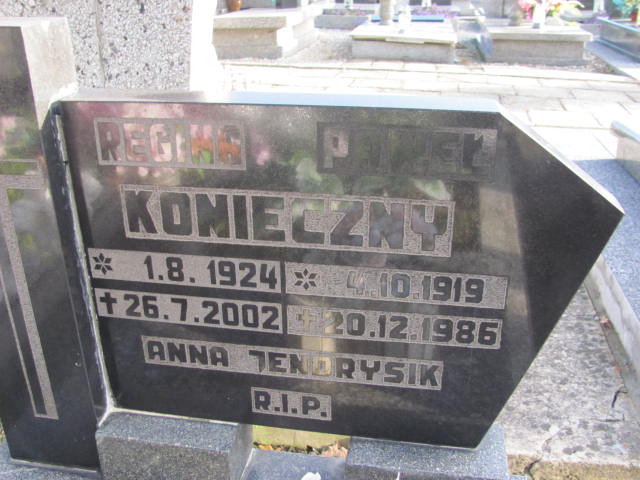 REGINA PAWEŁ
KONIECZNY
* 1.8.1924 * 4.10.1919
+ 26.7.2002 + 20.12.1986
ANNA JENDRYSIK
R.I.P.